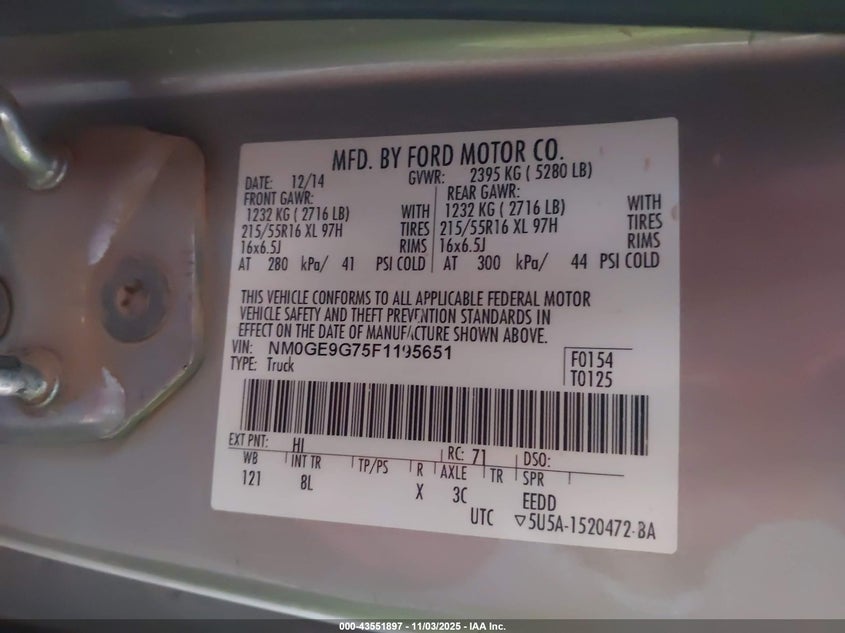 MFD. BY FORD MOTOR CO.
DATE: 12/14 GVWR: 2395 KG ( 5280 LB)
FRONT GAWR: REAR GAWR:
1232 KG ( 2716 LB) WITH 1232 KG ( 2716 LB) WITH
215/55R16 XL 97H TIRES 215/55R16 XL 97H TIRES
16x6.5J RIMS 16x6.5J RIMS
AT 280 kPa/ 41 PSI COLD AT 300 kPa/ 44 PSI COLD
THIS VEHICLE CONFORMS TO ALL APPLICABLE FEDERAL MOTOR
VEHICLE SAFETY AND THEFT PREVENTION STANDARDS IN
EFFECT ON THE DATE OF MANUFACTURE SHOWN ABOVE.
VIN: NM0GE9G75F1195651
TYPE: Truck
F0154
T0125
EXT PNT: HI RC: 71 DSO:
WB INT TR TP/PS R AXLE TR SPR
121 8L X 3C EEDD
UTC ▽5U5A-1520472-BA
000-43551897 - 11/03/2025 - IAA Inc.